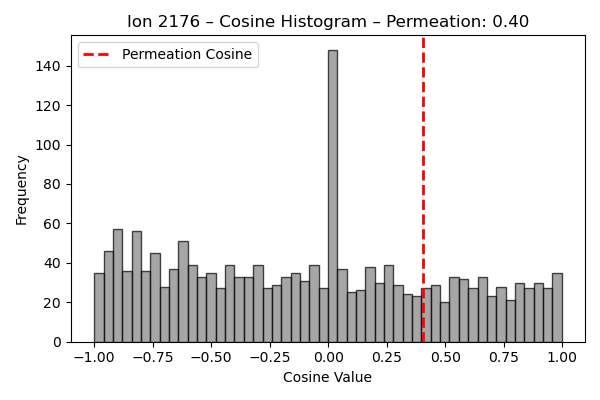 Ion 2176 – Cosine Histogram – Permeation: 0.40
Permeation Cosine
Frequency
140
120
100
80
60
40
20
0
−1.00 −0.75 −0.50 −0.25 0.00 0.25 0.50 0.75 1.00
Cosine Value